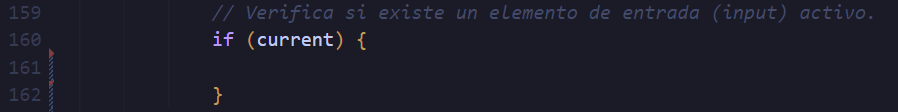 159 // Verifica si existe un elemento de entrada (input) activo.
160 if (current) {
161
162 }